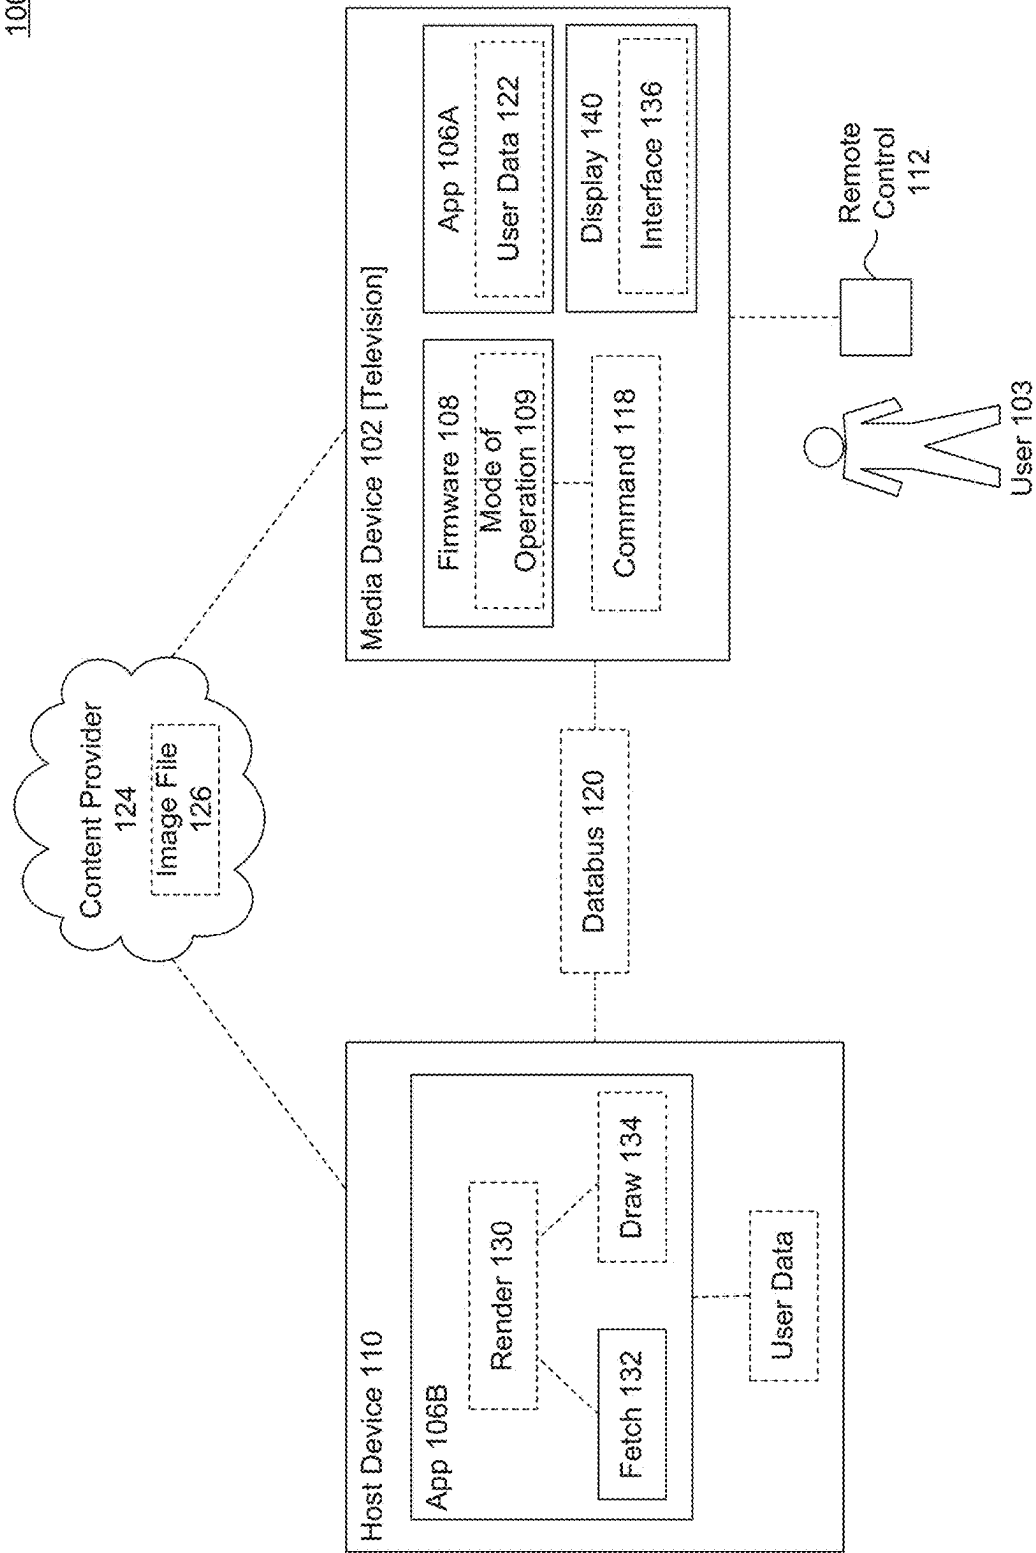 Content Provider
124
Image File
126
Host Device 110
App 106B
Render 130
Fetch 132
Draw 134
User Data
Databus 120
Media Device 102 [Television]
Firmware 108
Mode of
Operation 109
Command 118
App 106A
User Data 122
Display 140
Interface 136
User 103
Remote
Control
112